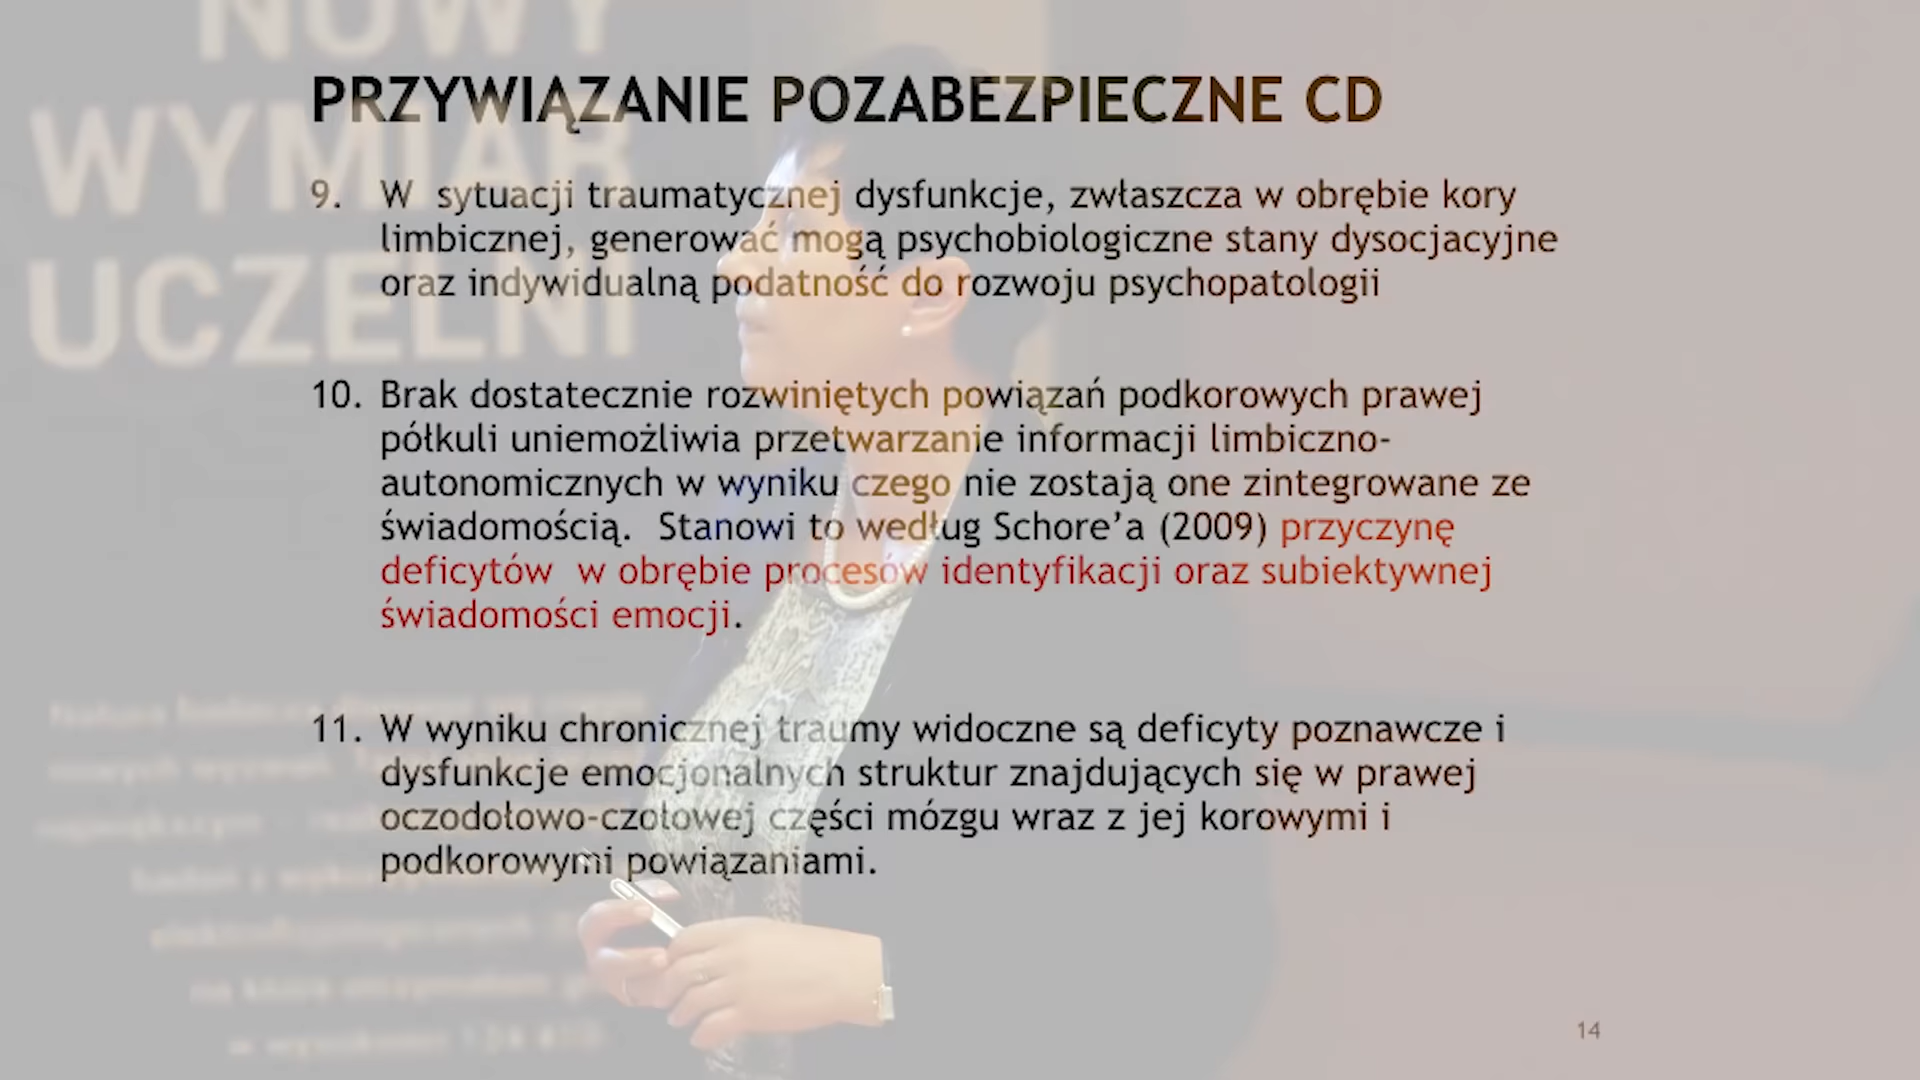 NOWY
WYMIAR
UCZELNI
PRZYWIĄZANIE POZABEZPIECZNE CD
9. W sytuacji traumatycznej dysfunkcje, zwłaszcza w obrębie kory
limbicznej, generować mogą psychobiologiczne stany dysocjacyjne
oraz indywidualną podatność do rozwoju psychopatologii
10. Brak dostatecznie rozwiniętych powiązań podkorowych prawej
półkuli uniemożliwia przetwarzanie informacji limbiczno-
autonomicznych w wyniku czego nie zostają one zintegrowane ze
świadomością. Stanowi to według Schore’a (2009) przyczynę
deficytów w obrębie procesów identyfikacji oraz subiektywnej
świadomości emocji.
11. W wyniku chronicznej traumy widoczne są deficyty poznawcze i
dysfunkcje emocjonalnych struktur znajdujących się w prawej
oczodołowo-czołowej części mózgu wraz z jej korowymi i
podkorowymi powiązaniami.
14